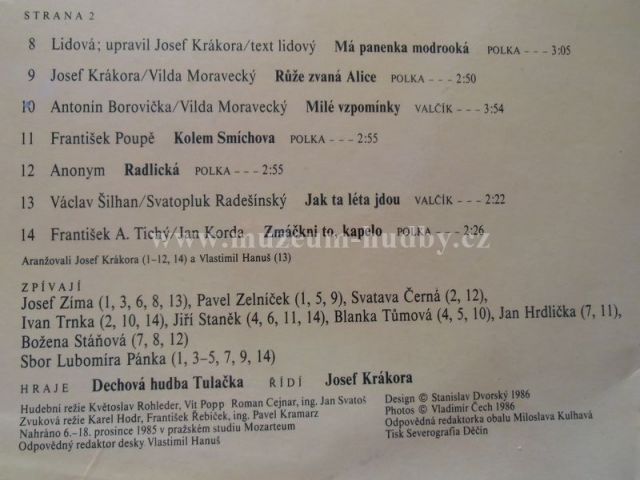 STRANA 2
8 Lidová; upravil Josef Krákora/text lidový Má panenka modrooká POLKA – – – 3:05
9 Josef Krákora/Vilda Moravecký Růže zvaná Alice POLKA – – – 2:50
10 Antonín Borovička/Vilda Moravecký Milé vzpomínky VALČÍK – – – 3:54
11 František Poupě Kolem Smíchova POLKA – – – 2:55
12 Anonym Radlická POLKA – – – 2:55
13 Václav Šilhan/Svatopluk Radešínský Jak ta léta jdou VALČÍK – – – 2:22
14 František A. Tichý/Jan Korda Zmáčkni to, kapelo POLKA – – – 2:26
www.muzeum-hudby.cz
Aranžovali Josef Krákora (1–12, 14) a Vlastimil Hanuš (13)
ZPÍVAJÍ
Josef Zíma (1, 3, 6, 8, 13), Pavel Zelníček (1, 5, 9), Svatava Černá (2, 12),
Ivan Trnka (2, 10, 14), Jiří Staněk (4, 6, 11, 14), Blanka Tůmová (4, 5, 10), Jan Hrdlička (7, 11),
Božena Stáňová (7, 8, 12)
Sbor Lubomíra Pánka (1, 3–5, 7, 9, 14)
HRAJE Dechová hudba Tulačka ŘÍDÍ Josef Krákora
Hudební režie Květoslav Rohleder, Vít Popp Roman Cejnar, ing. Jan Svatoš
Zvuková režie Karel Hodr, František Řebíček, ing. Pavel Kramarz
Nahráno 6.–18. prosince 1985 v pražském studiu Mozarteum
Odpovědný redaktor desky Vlastimil Hanuš
Design © Stanislav Dvorský 1986
Photos © Vladimír Čech 1986
Odpovědná redaktorka obalu Miloslava Kulhavá
Tisk Severografia Děčín